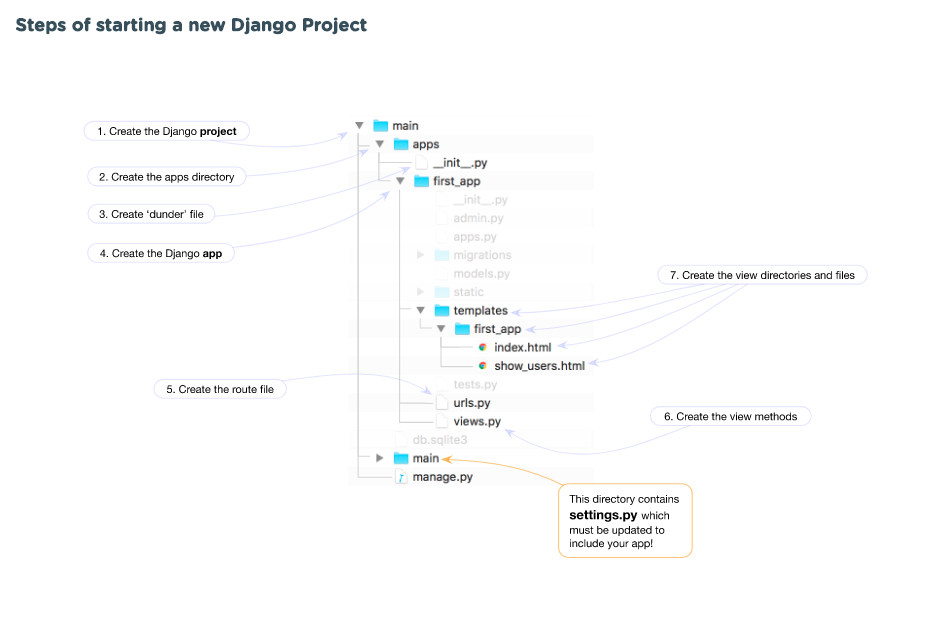 Steps of starting a new Django Project
1. Create the Django project
2. Create the apps directory
3. Create ‘dunder’ file
4. Create the Django app
main
apps
__init__.py
first_app
__init__.py
admin.py
apps.py
migrations
models.py
static
templates
first_app
index.html
show_users.html
tests.py
urls.py
views.py
db.sqlite3
main
manage.py
7. Create the view directories and files
5. Create the route file
6. Create the view methods
This directory contains
settings.py which
must be updated to
include your app!